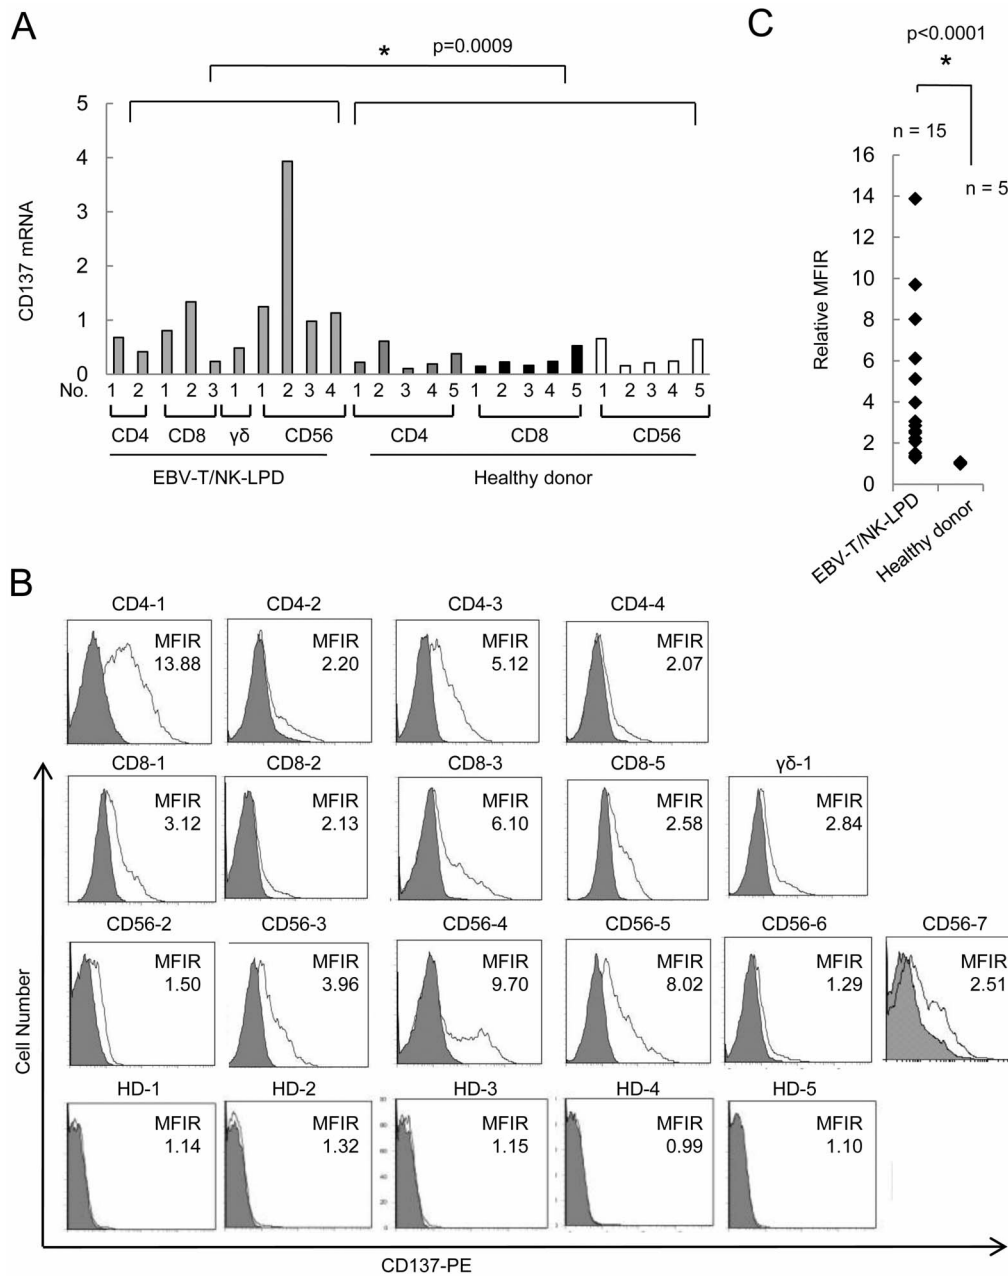 A
* p=0.0009
5
4
3
2
1
0
CD137 mRNA
No. 1 2 1 2 3 1 1 2 3 4 1 2 3 4 5 1 2 3 4 5 1 2 3 4 5
CD4 CD8 γδ CD56 CD4 CD8 CD56
EBV-T/NK-LPD Healthy donor
C
p<0.0001
*
n = 15
n = 5
16
14
12
10
8
6
4
2
0
Relative MFIR
EBV-T/NK-LPD
Healthy donor
B
CD4-1 CD4-2 CD4-3 CD4-4
MFIR MFIR MFIR MFIR
13.88 2.20 5.12 2.07
CD8-1 CD8-2 CD8-3 CD8-5 γδ-1
MFIR MFIR MFIR MFIR MFIR
3.12 2.13 6.10 2.58 2.84
CD56-2 CD56-3 CD56-4 CD56-5 CD56-6 CD56-7
MFIR MFIR MFIR MFIR MFIR MFIR
1.50 3.96 9.70 8.02 1.29 2.51
HD-1 HD-2 HD-3 HD-4 HD-5
MFIR MFIR MFIR MFIR MFIR
1.14 1.32 1.15 0.99 1.10
Cell Number
CD137-PE